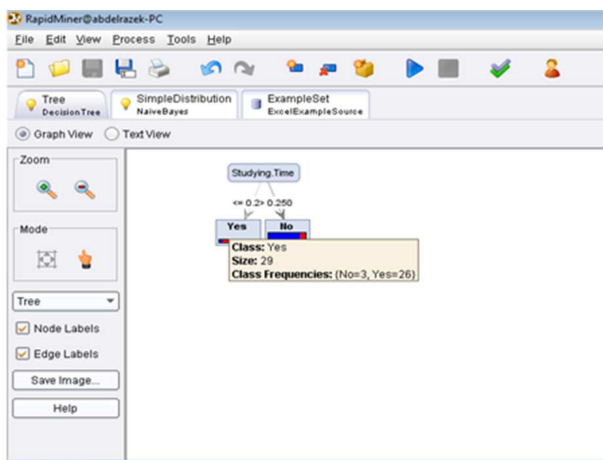 RapidMiner@abdelrazek-PC
File Edit View Process Tools Help
Tree
DecisionTree
SimpleDistribution
NaiveBayes
ExampleSet
ExcelExampleSource
Graph View Text View
Zoom
Mode
Tree
Node Labels
Edge Labels
Save Image...
Help
Studying.Time
<= 0.2> 0.250
Yes No
Class: Yes
Size: 29
Class Frequencies: (No=3, Yes=26)